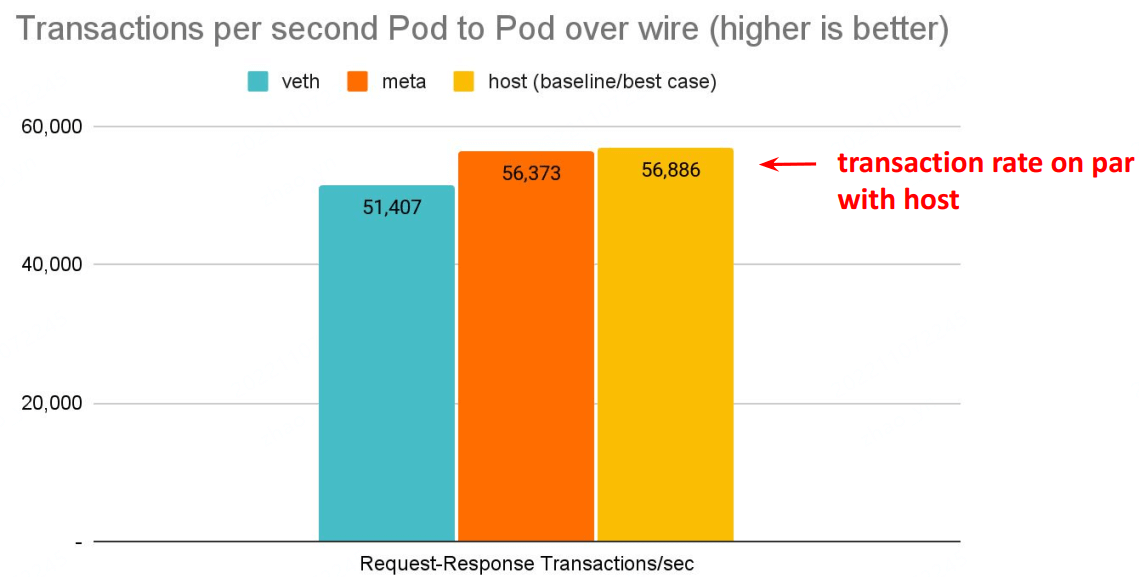 Transactions per second Pod to Pod over wire (higher is better)
veth meta host (baseline/best case)
60,000
40,000
20,000
-
51,407
56,373
56,886
transaction rate on par
with host
Request-Response Transactions/sec